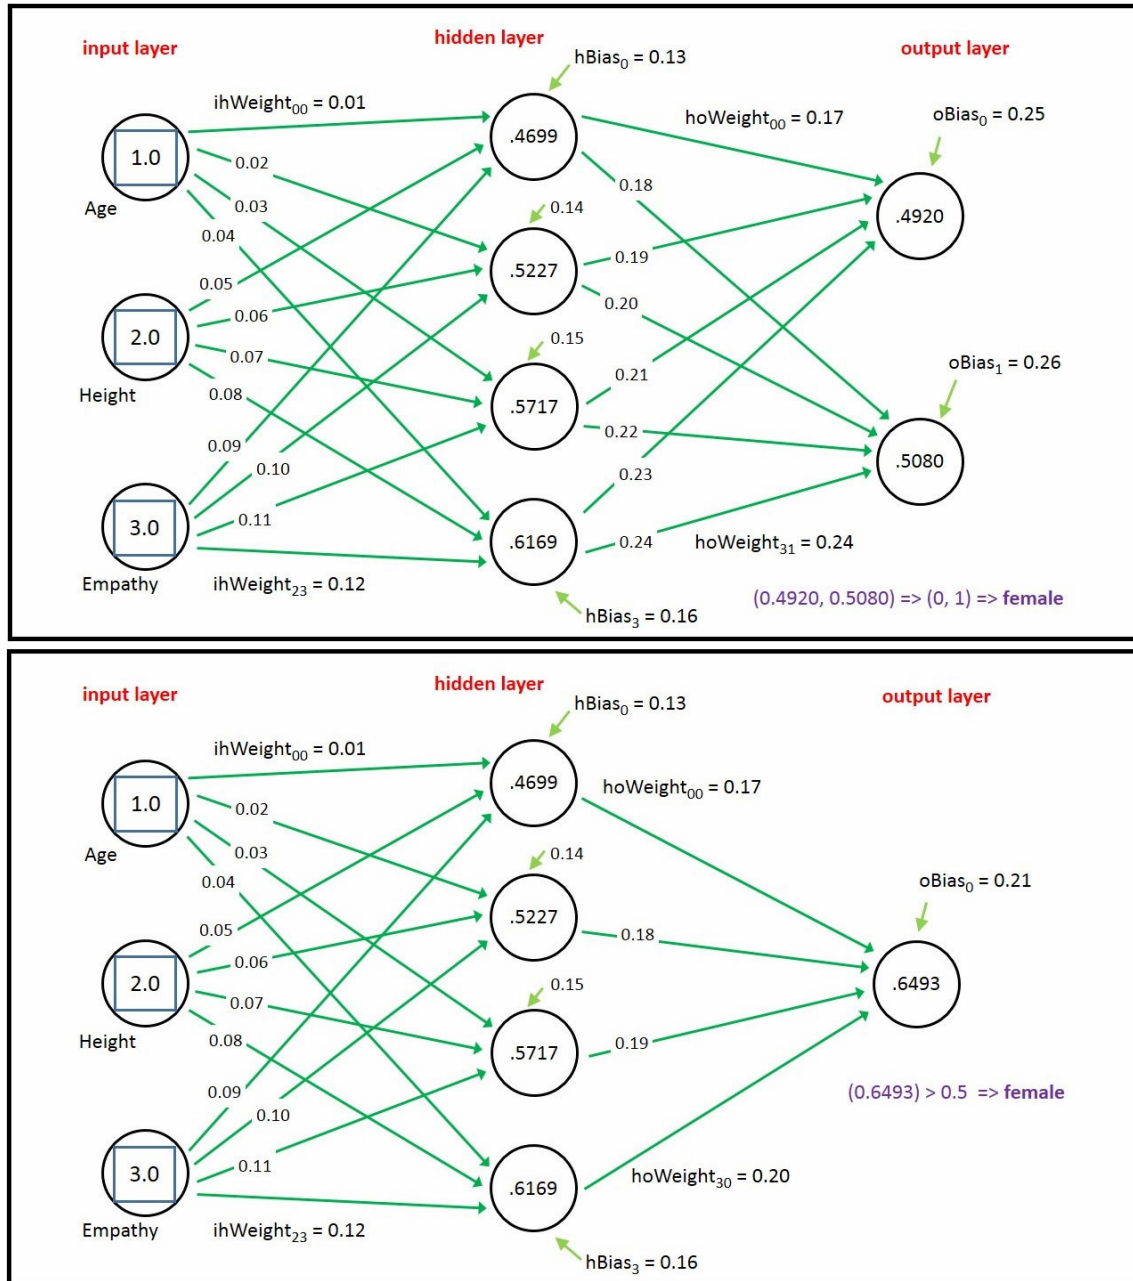 input layer
hidden layer
output layer
hBias0 = 0.13
ihWeight00 = 0.01
hoWeight00 = 0.17
oBias0 = 0.25
1.0
.4699
0.02
0.18
Age
0.03
0.14
0.04
.5227
.4920
0.19
0.05
0.20
0.06
2.0
0.15
0.07
oBias1 = 0.26
0.21
Height
0.08
.5717
0.22
0.09
.5080
0.10
0.23
0.11
3.0
.6169
0.24
hoWeight31 = 0.24
Empathy
ihWeight23 = 0.12
(0.4920, 0.5080) => (0, 1) => female
hBias3 = 0.16
input layer
hidden layer
output layer
hBias0 = 0.13
ihWeight00 = 0.01
.4699
hoWeight00 = 0.17
1.0
0.02
Age
0.03
0.14
0.04
oBias0 = 0.21
.5227
0.05
0.18
0.06
2.0
0.15
.6493
0.07
Height
0.08
.5717
0.19
0.09
(0.6493) > 0.5 => female
0.10
0.11
3.0
.6169
hoWeight30 = 0.20
Empathy
ihWeight23 = 0.12
hBias3 = 0.16